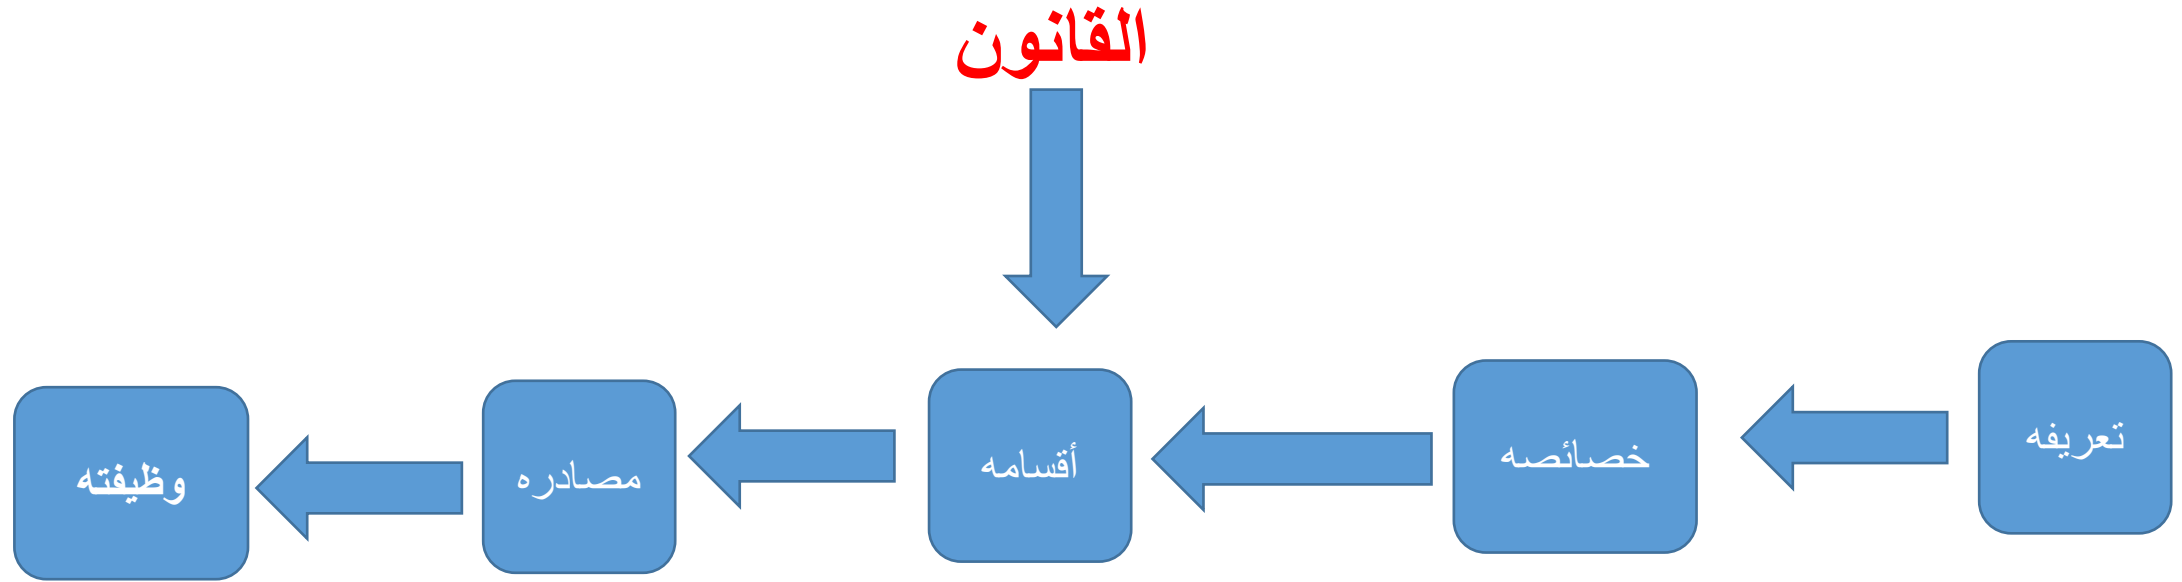 القانون
تعريفه
خصائصه
أقسامه
مصادره
وظيفته